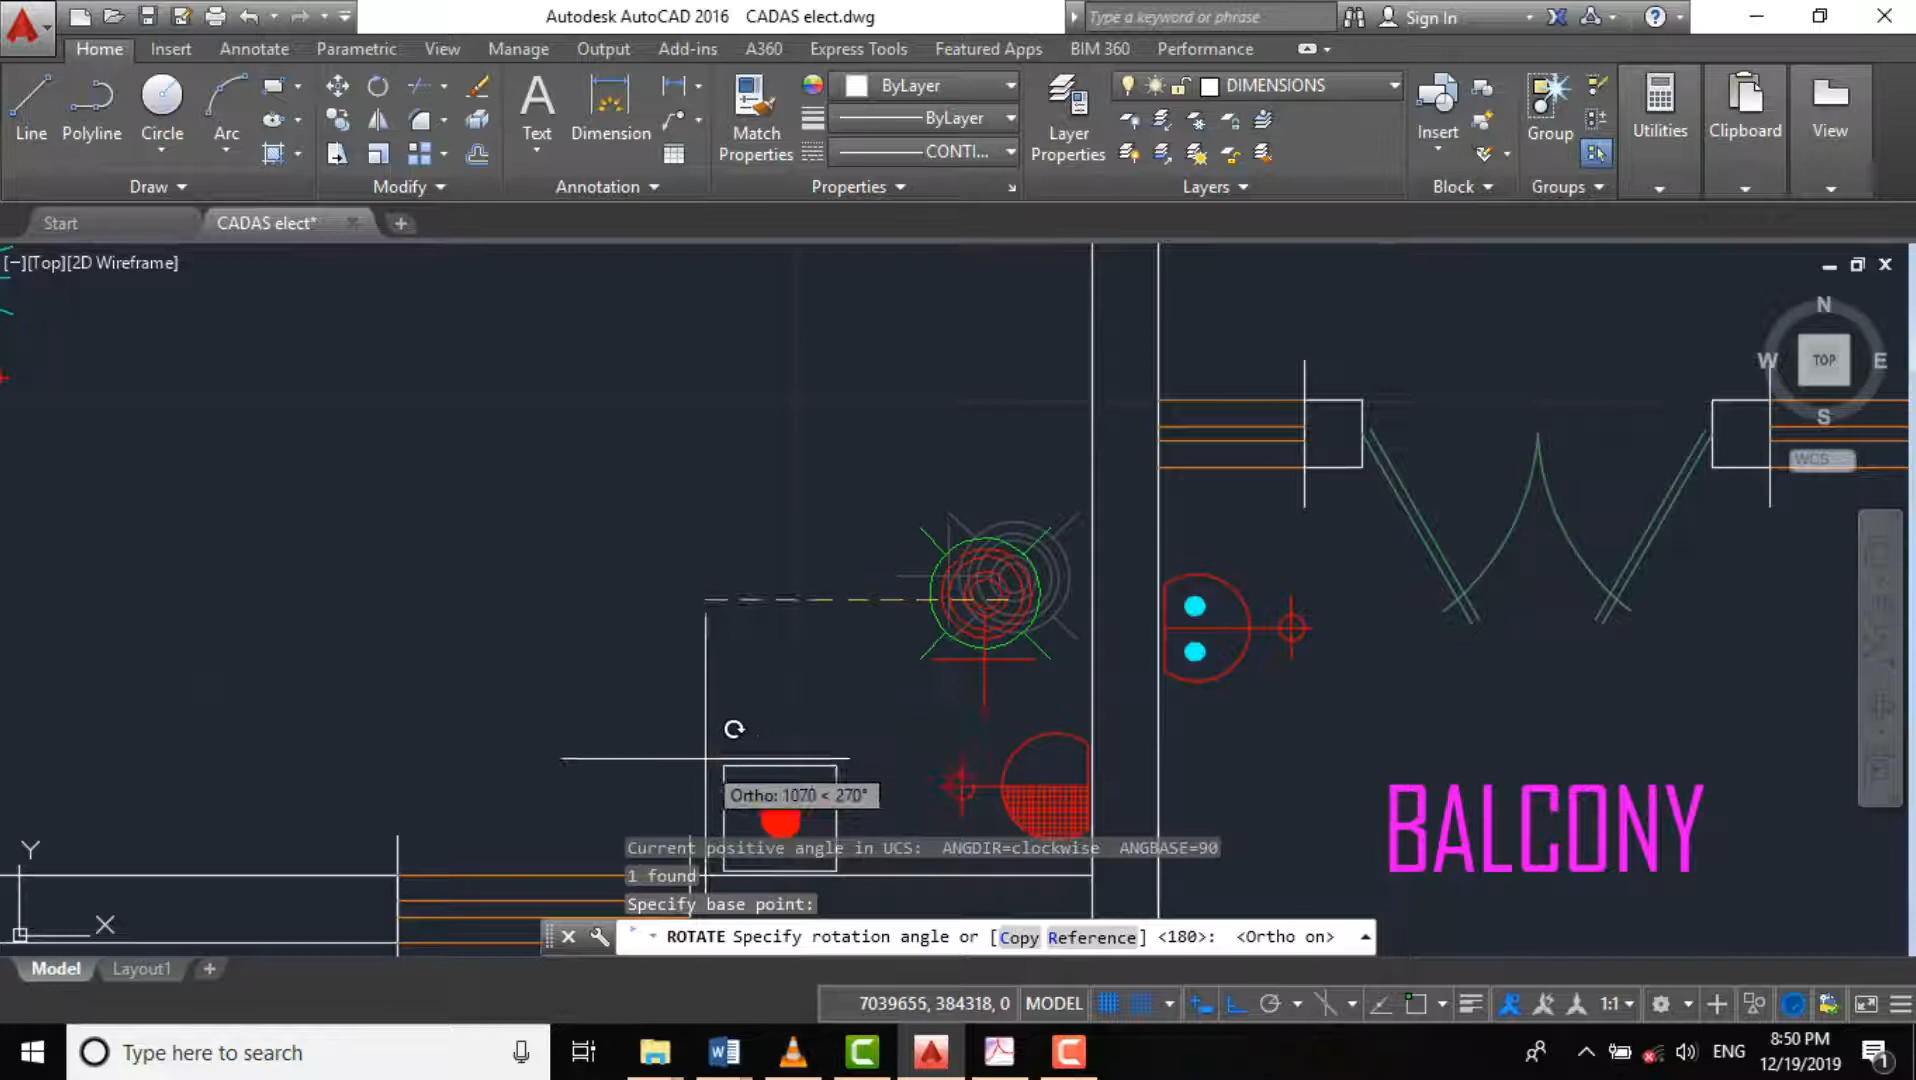 Autodesk AutoCAD 2016 CADAS elect.dwg
Type a keyword or phrase
Sign In
Home Insert Annotate Parametric View Manage Output Add-ins A360 Express Tools Featured Apps BIM 360 Performance
Line Polyline Circle Arc
Text Dimension
Match Properties
ByLayer
ByLayer
CONTI...
Layer Properties
DIMENSIONS
Insert
Group
Utilities Clipboard View
Draw Modify Annotation Properties Layers Block Groups
Start CADAS elect*
[−][Top][2D Wireframe]
N
W TOP E
S
WCS
Ortho: 1070 < 270°
BALCONY
Current positive angle in UCS: ANGDIR=clockwise ANGBASE=90
1 found
Specify base point:
Y
X
ROTATE Specify rotation angle or [Copy Reference] <180>: <Ortho on>
Model Layout1
7039655, 384318, 0 MODEL 1:1
Type here to search
ENG
8:50 PM
12/19/2019
1